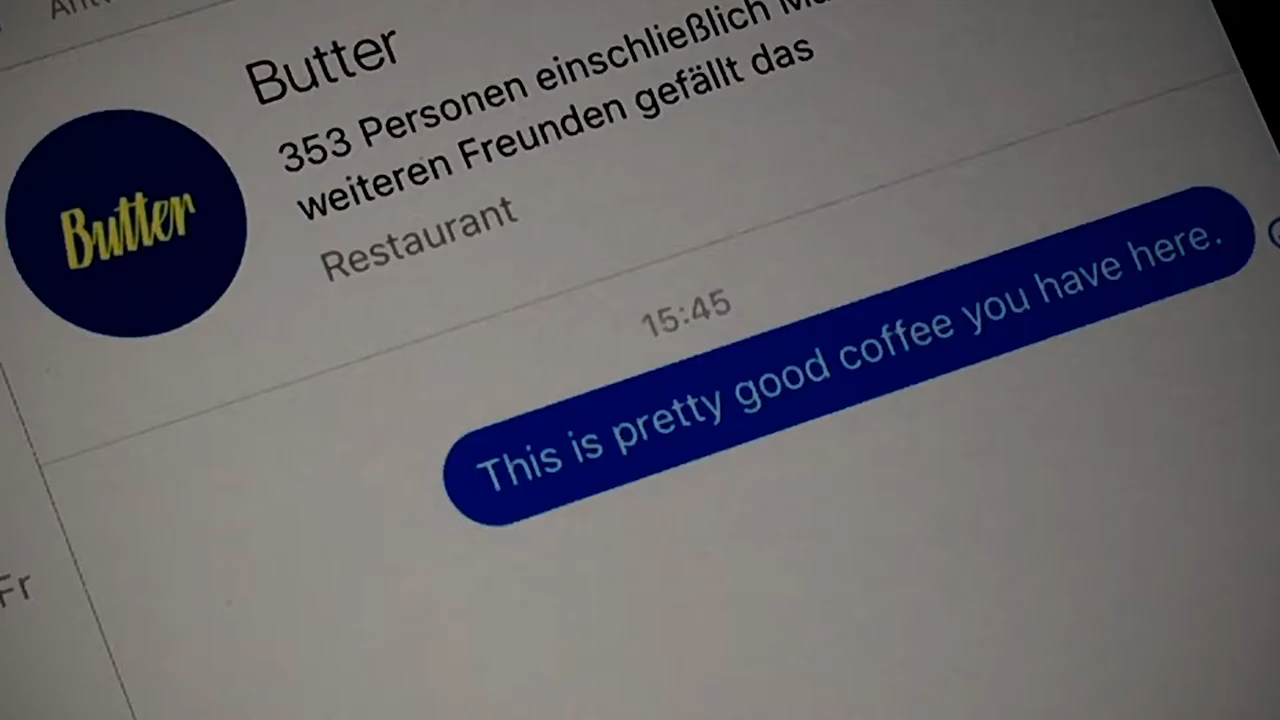 Butter
353 Personen einschließlich
weiteren Freunden gefällt das
Butter
Restaurant
15:45
This is pretty good coffee you have here.
Fr